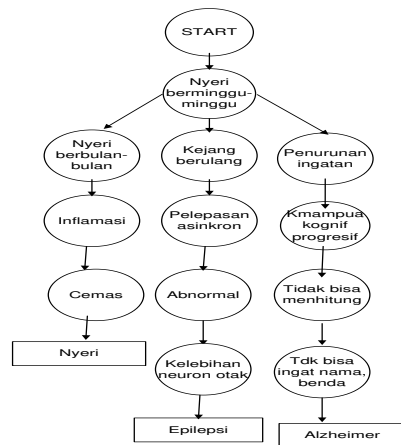 START
Nyeri
berminggu-
minggu
Nyeri
berbulan-
bulan
Kejang
berulang
Penurunan
ingatan
Inflamasi
Pelepasan
asinkron
Kmampua
kognif
progresif
Cemas
Abnormal
Tidak bisa
menhitung
Nyeri
Kelebihan
neuron otak
Tdk bisa
ingat nama,
benda
Epilepsi
Alzheimer